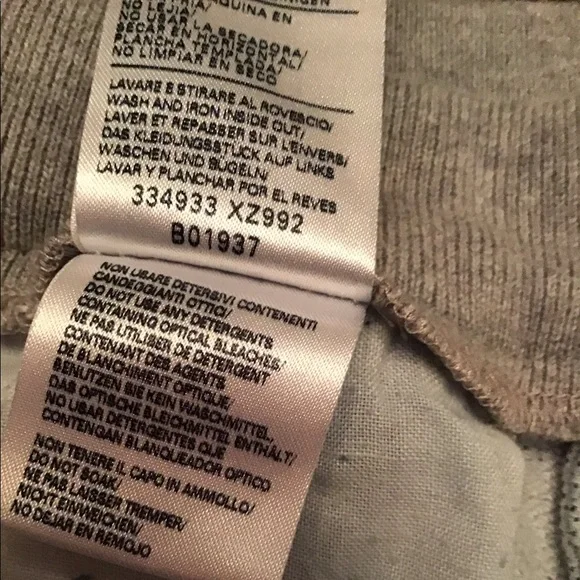 NO LEJIA/
USAR LA SECADORA/
SECAR EN HORIZONTAL/
PLANCHA TEMPLADA/
NO LIMPIAR EN SECO
LAVARE E STIRARE AL ROVESCIO/
WASH AND IRON INSIDE OUT/
LAVER ET REPASSER SUR L'ENVERS/
DAS KLEIDUNGSSTUCK AUF LINKS
WASCHEN UND BUGELN/
LAVAR Y PLANCHAR POR EL REVES
334933 XZ992
B01937
NON USARE DETERSIVI CONTENENTI
CANDEGGIANTI OTTICI/
DO NOT USE ANY DETERGENTS
CONTAINING OPTICAL BLEACHES/
NE PAS UTILISER DE DETERGENT
CONTENANT DES AGENTS
DE BLANCHIMENT OPTIQUE/
BENUTZEN SIE KEIN WASCHMITTEL,
DAS OPTISCHE BLEICHMITTEL ENTHÄLT/
NO USAR DETERGENTES QUE
CONTENGAN BLANQUEADOR OPTICO
NON TENERE IL CAPO IN AMMOLLO/
DO NOT SOAK/
NE PAS LAISSER TREMPER/
NICHT EINWEICHEN/
NO DEJAR EN REMOJO